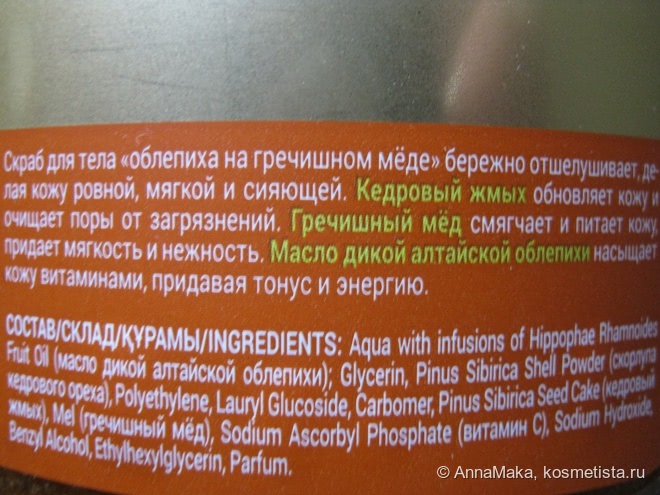 Скраб для тела «облепиха на гречишном мёде» бережно отшелушивает, де-
лая кожу ровной, мягкой и сияющей. Кедровый жмых обновляет кожу и
очищает поры от загрязнений. Гречишный мёд смягчает и питает кожу,
придает мягкость и нежность. Масло дикой алтайской облепихи насыщает
кожу витаминами, придавая тонус и энергию.
СОСТАВ/СКЛАД/ҚҰРАМЫ/INGREDIENTS: Aqua with infusions of Hippophae Rhamnoides
Fruit Oil (масло дикой алтайской облепихи); Glycerin, Pinus Sibirica Shell Powder (скорлупа
кедрового ореха), Polyethylene, Lauryl Glucoside, Carbomer, Pinus Sibirica Seed Cake (кедровый
жмых), Mel (гречишный мёд), Sodium Ascorbyl Phosphate (витамин С), Sodium Hydroxide,
Benzyl Alcohol, Ethylhexylglycerin, Parfum.
© AnnaMaka, kosmetista.ru